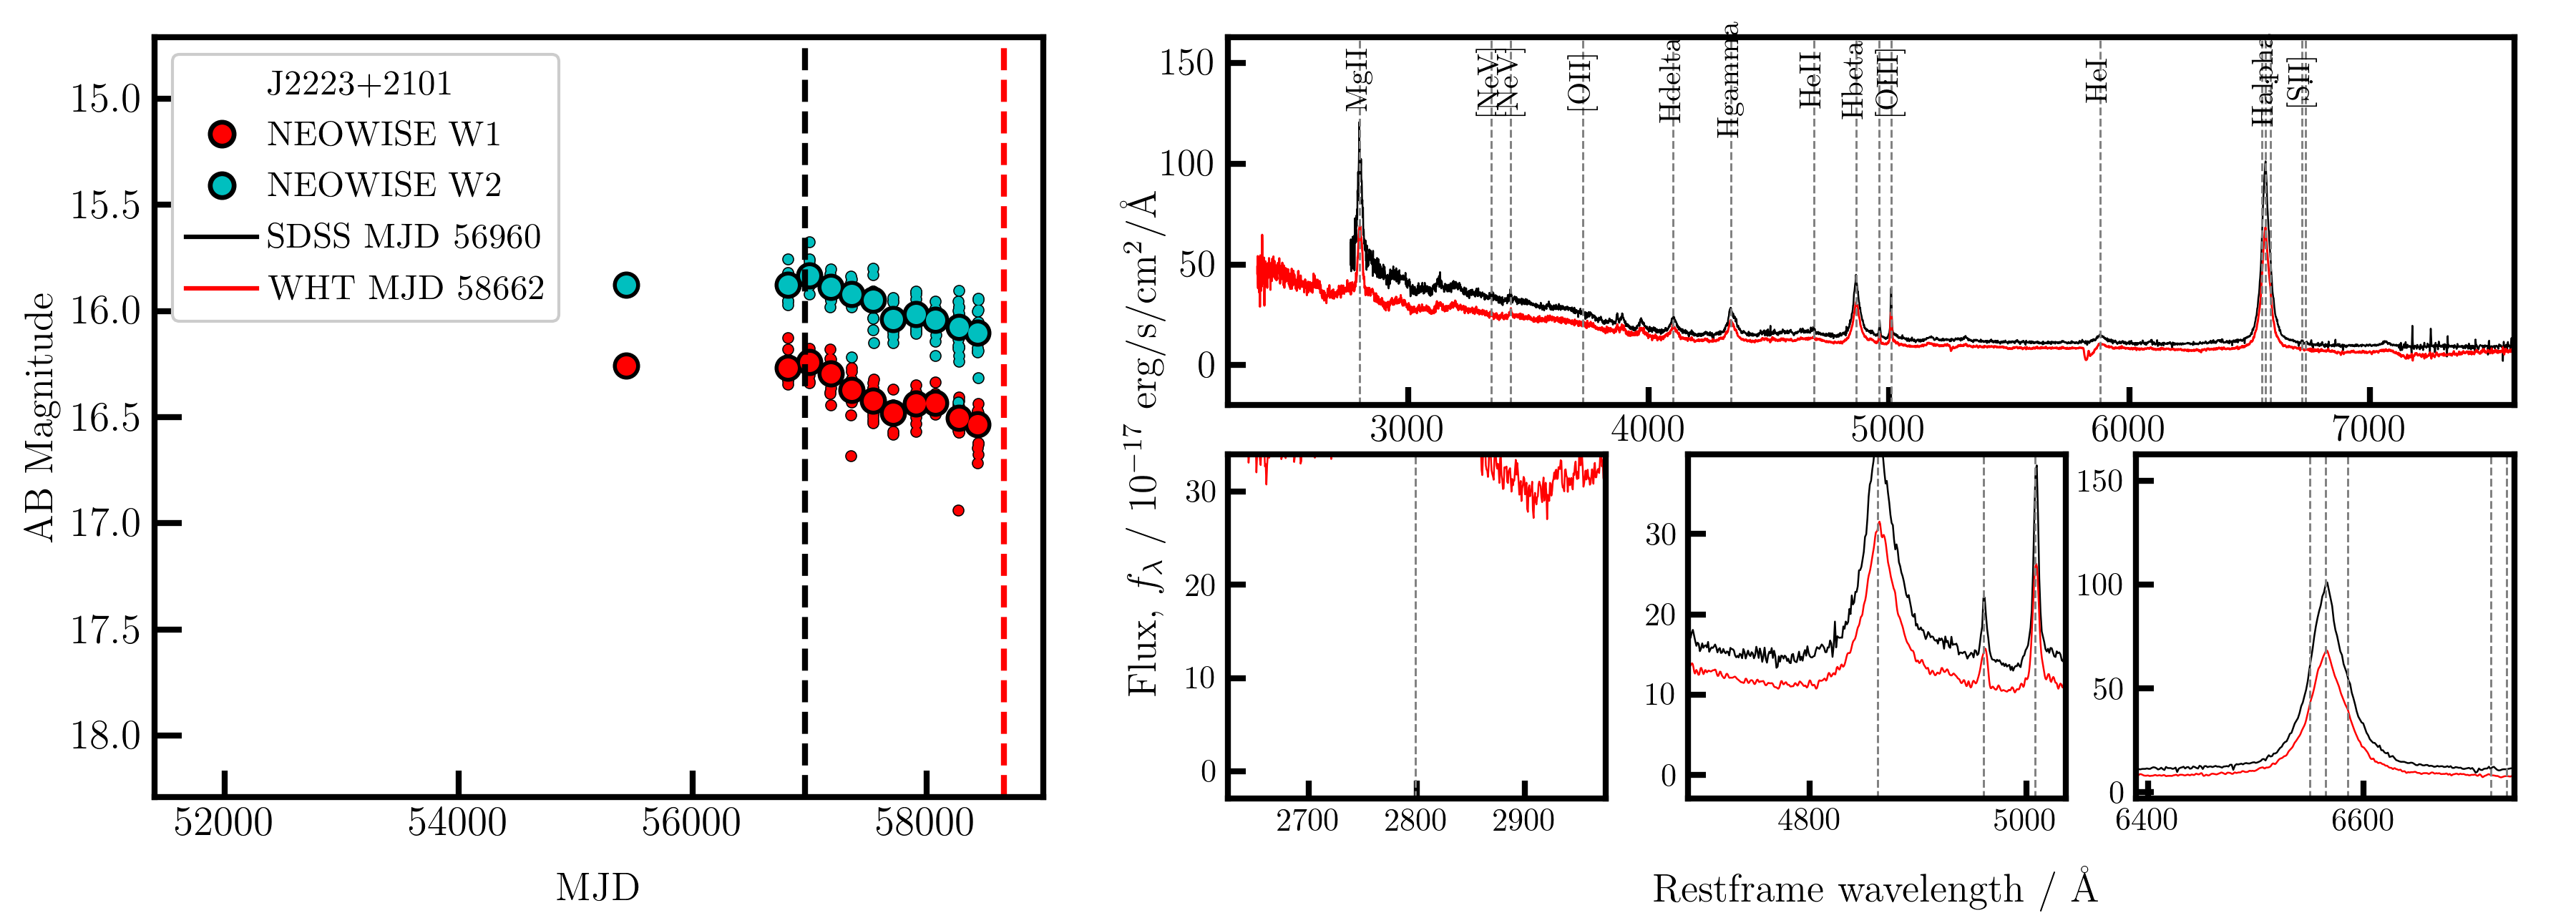 J2223+2101
NEOWISE W1
NEOWISE W2
SDSS MJD 56960
WHT MJD 58662
15.0
15.5
16.0
16.5
17.0
17.5
18.0
AB Magnitude
52000 54000 56000 58000
MJD
MgII [NeV] [NeV] [OII] Hdelta Hgamma HeII Hbeta [OIII] HeI Halpha [SII]
150
100
50
0
3000 4000 5000 6000 7000
Flux, fλ / 10⁻¹⁷ erg/s/cm²/Å
30
20
10
0
2700 2800 2900
30
20
10
0
4800 5000
150
100
50
0
6400 6600
Restframe wavelength / Å